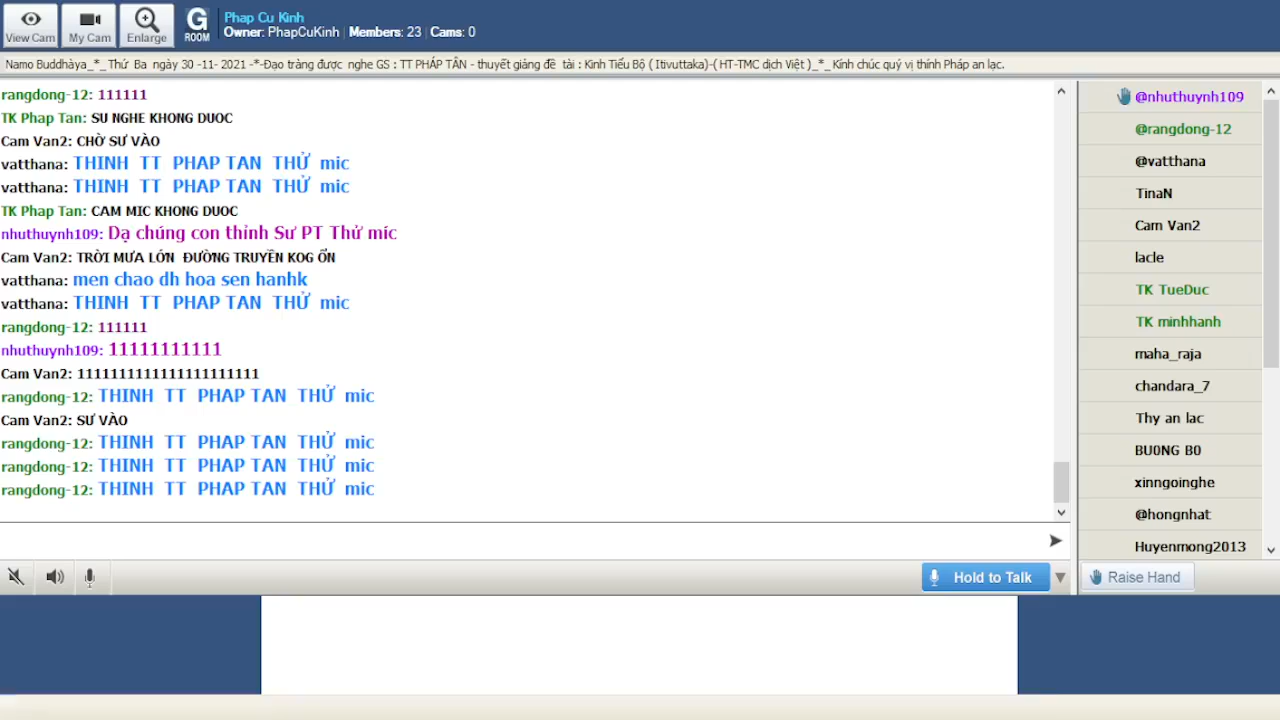 View Cam
My Cam
Enlarge
G
ROOM
Phap Cu Kinh
Owner: PhapCuKinh | Members: 23 | Cams: 0
Namo Buddhàya_*_Thứ Ba ngày 30 -11- 2021 -*-Đạo tràng được nghe GS : TT PHÁP TÂN - thuyết giảng đề tài : Kinh Tiểu Bộ ( Itivuttaka)-( HT-TMC dịch Việt )_*_ Kính chúc quý vị thính Pháp an lạc.
rangdong-12: 111111
TK Phap Tan: SU NGHE KHONG DUOC
Cam Van2: CHỜ SƯ VÀO
vatthana: THINH TT PHAP TAN THỬ mic
vatthana: THINH TT PHAP TAN THỬ mic
TK Phap Tan: CAM MIC KHONG DUOC
nhuthuynh109: Dạ chúng con thỉnh Sư PT Thử míc
Cam Van2: TRỜI MƯA LỚN ĐƯỜNG TRUYỀN KOG ỔN
vatthana: men chao dh hoa sen hanhk
vatthana: THINH TT PHAP TAN THỬ mic
rangdong-12: 111111
nhuthuynh109: 11111111111
Cam Van2: 1111111111111111111111
rangdong-12: THINH TT PHAP TAN THỬ mic
Cam Van2: SƯ VÀO
rangdong-12: THINH TT PHAP TAN THỬ mic
rangdong-12: THINH TT PHAP TAN THỬ mic
rangdong-12: THINH TT PHAP TAN THỬ mic
@nhuthuynh109
@rangdong-12
@vatthana
TinaN
Cam Van2
lacle
TK TueDuc
TK minhhanh
maha_raja
chandara_7
Thy an lac
BU0NG B0
xinngoinghe
@hongnhat
Huyenmong2013
Hold to Talk
Raise Hand